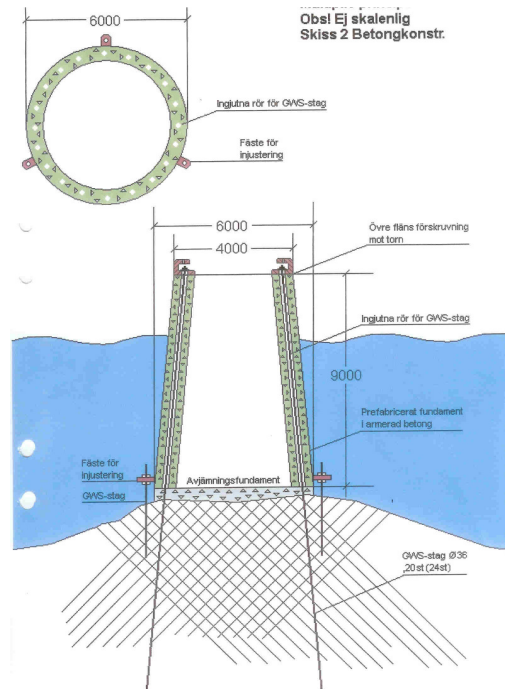 Obs! Ej skalenlig
Skiss 2 Betongkonstr.
6000
Ingjutna rör för GWS-stag
Fäste för
injustering
6000
4000
Övre fläns förskruvning
mot torn
Ingjutna rör för GWS-stag
9000
Prefabricerat fundament
I armerad betong
Fäste för
injustering
Avjämningsfundament
GWS-stag
GWS-stag Ø36
,20st (24st)